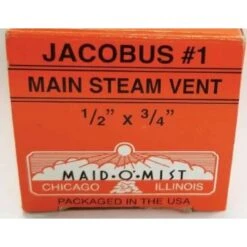 JACOBUS #1
MAIN STEAM VENT
1/2" x 3/4"
MAID-O'-MIST
CHICAGO ILLINOIS
PACKAGED IN THE USA